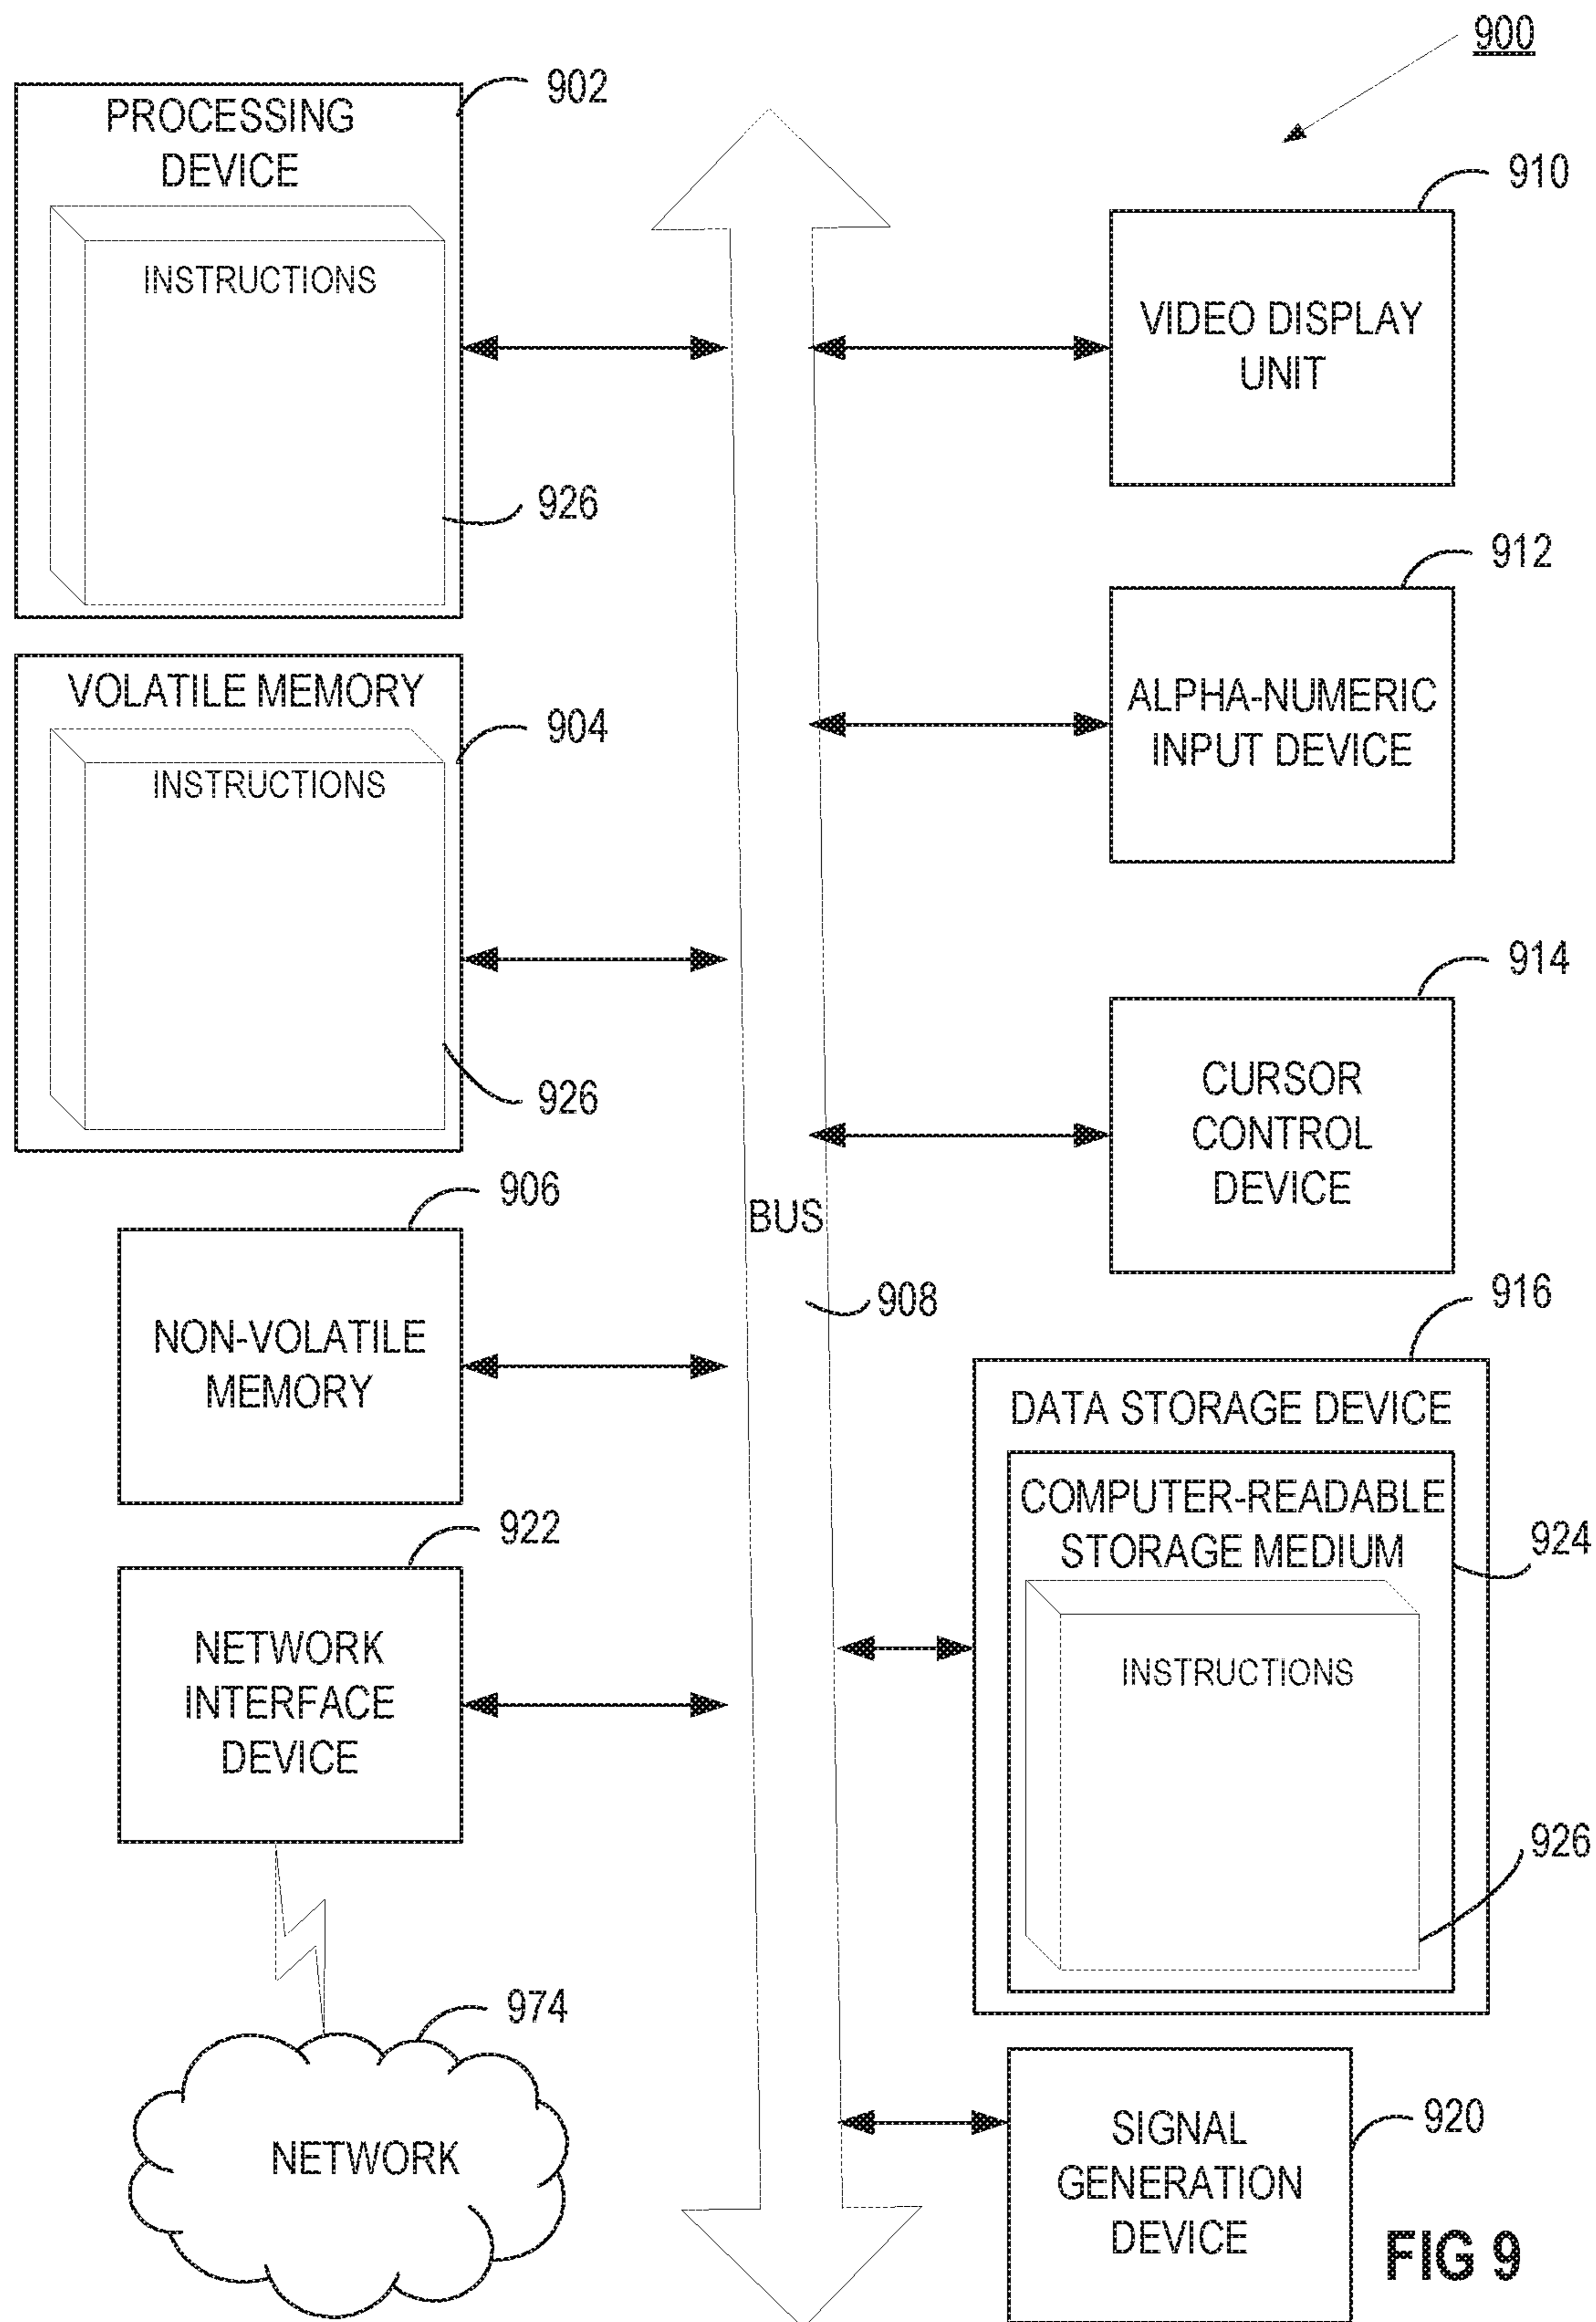 900
902
PROCESSING
DEVICE
INSTRUCTIONS
926
VOLATILE MEMORY
904
INSTRUCTIONS
926
906
NON-VOLATILE
MEMORY
922
NETWORK
INTERFACE
DEVICE
974
NETWORK
BUS
908
910
VIDEO DISPLAY
UNIT
912
ALPHA-NUMERIC
INPUT DEVICE
914
CURSOR
CONTROL
DEVICE
916
DATA STORAGE DEVICE
COMPUTER-READABLE
STORAGE MEDIUM
924
INSTRUCTIONS
926
SIGNAL
GENERATION
DEVICE
920
FIG 9